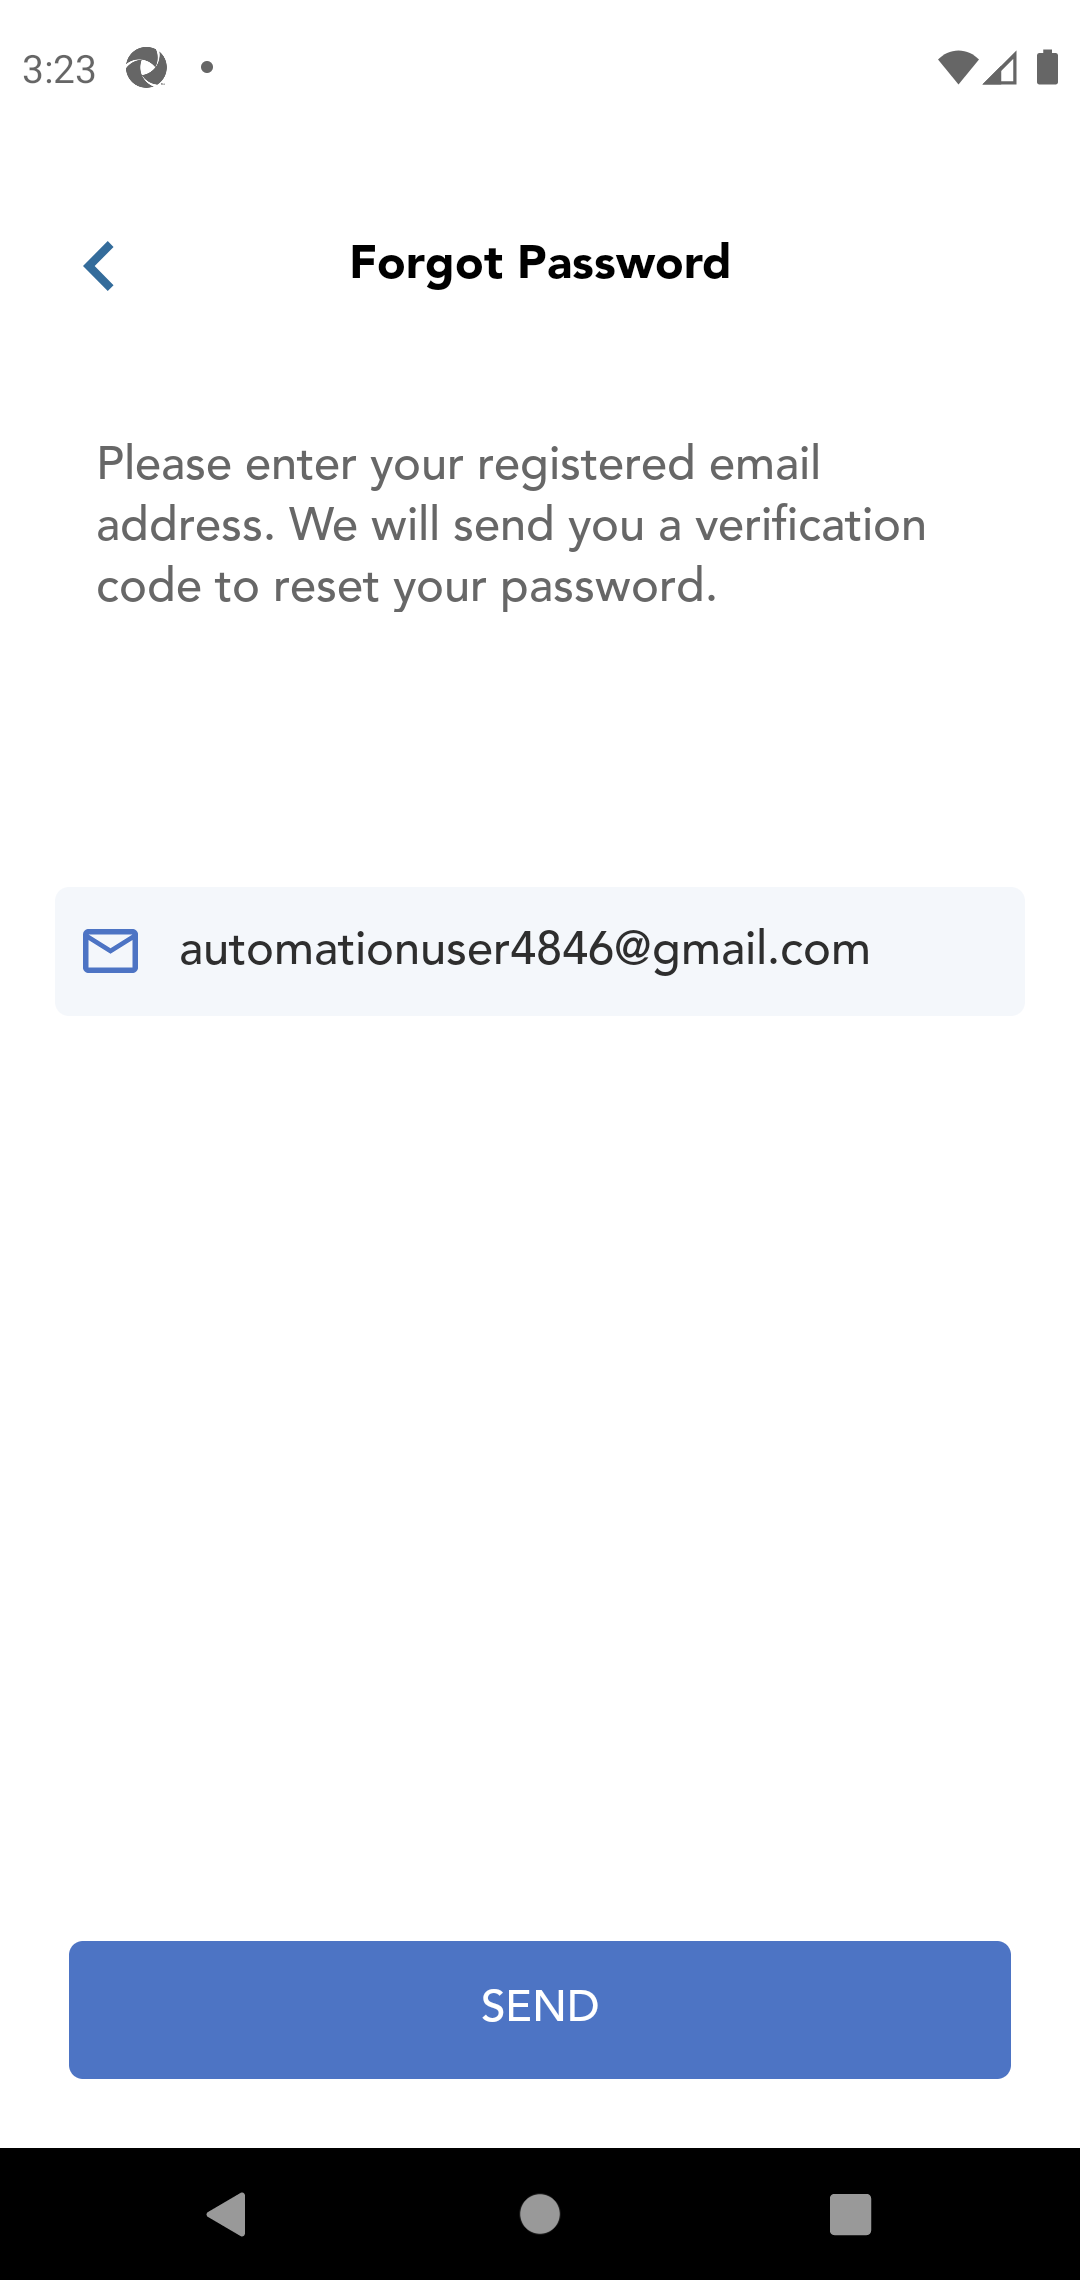 3:23
Forgot Password
Please enter your registered email
address. We will send you a verification
code to reset your password.
automationuser4846@gmail.com
SEND